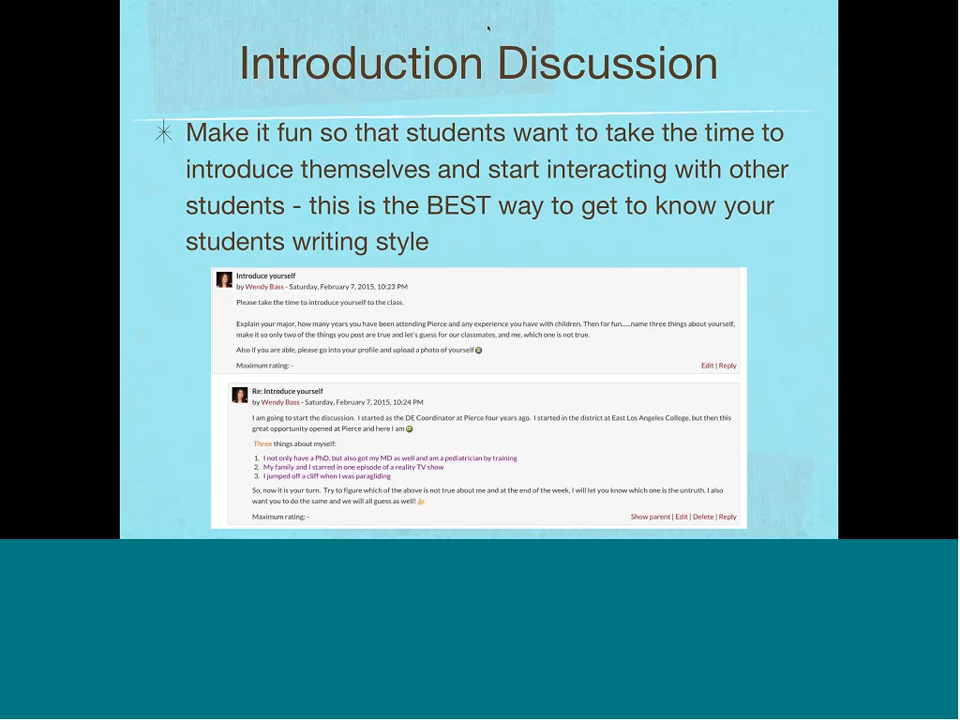 Introduction Discussion
Make it fun so that students want to take the time to
introduce themselves and start interacting with other
students - this is the BEST way to get to know your
students writing style
Introduce yourself
by Wendy Bass - Saturday, February 7, 2015, 10:23 PM
Please take the time to introduce yourself to the class.
Explain your major, how many years you have been attending Pierce and any experience you have with children. Then for fun......name three things about yourself,
make it so only two of the things you post are true and let's guess for our classmates, and me, which one is not true.
Also if you are able, please go into your profile and upload a photo of yourself
Maximum rating: -
Edit | Reply
Re: Introduce yourself
by Wendy Bass - Saturday, February 7, 2015, 10:24 PM
I am going to start the discussion. I started as the DE Coordinator at Pierce four years ago. I started in the district at East Los Angeles College, but then this
great opportunity opened at Pierce and here I am
Three things about myself:
1. I not only have a PhD, but also got my MD as well and am a pediatrician by training
2. My family and I starred in one episode of a reality TV show
3. I jumped off a cliff when I was paragliding
So, now it is your turn. Try to figure which of the above is not true about me and at the end of the week, I will let you know which one is the untruth. I also
want you to do the same and we will all guess as well!
Maximum rating: -
Show parent | Edit | Delete | Reply